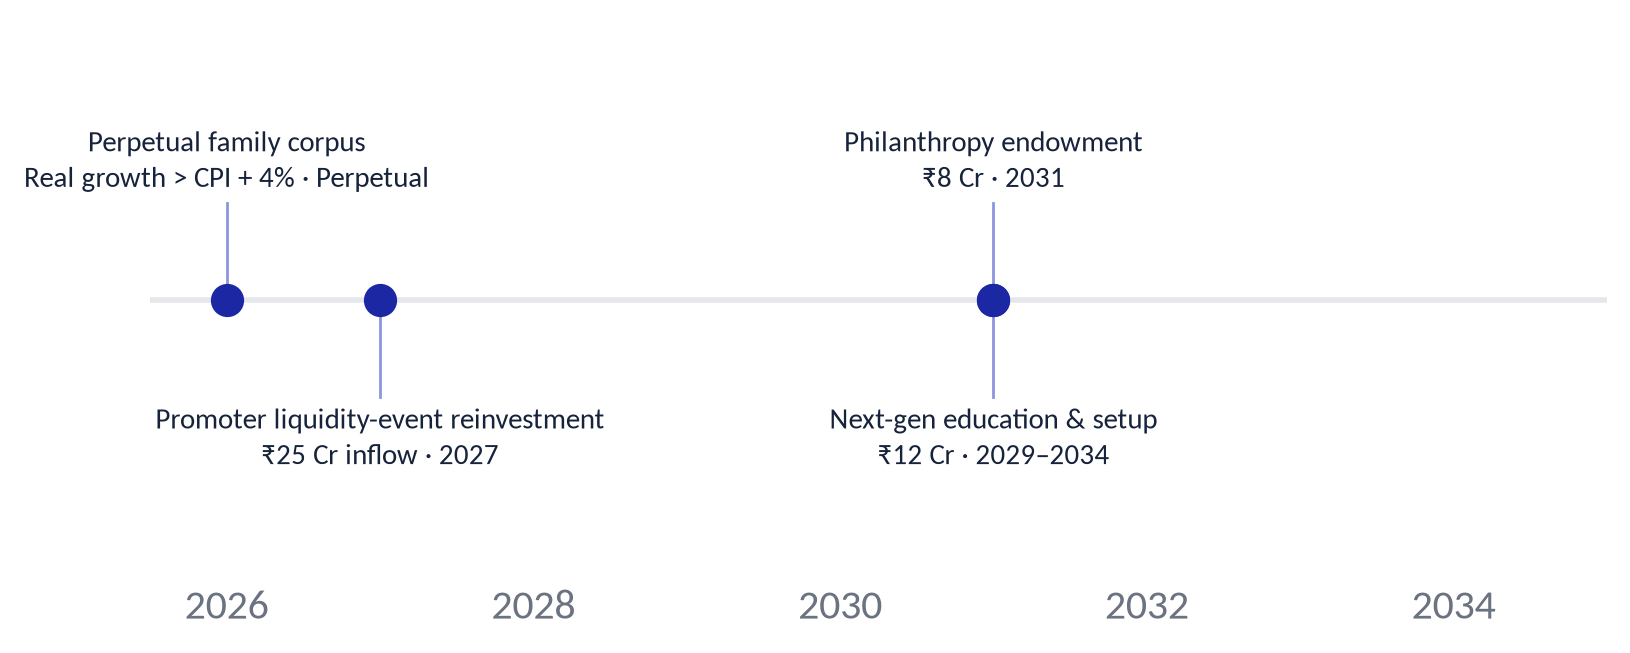 Perpetual family corpus
Real growth > CPI + 4% · Perpetual
Philanthropy endowment
₹8 Cr · 2031
Promoter liquidity-event reinvestment
₹25 Cr inflow · 2027
Next-gen education & setup
₹12 Cr · 2029–2034
2026
2028
2030
2032
2034